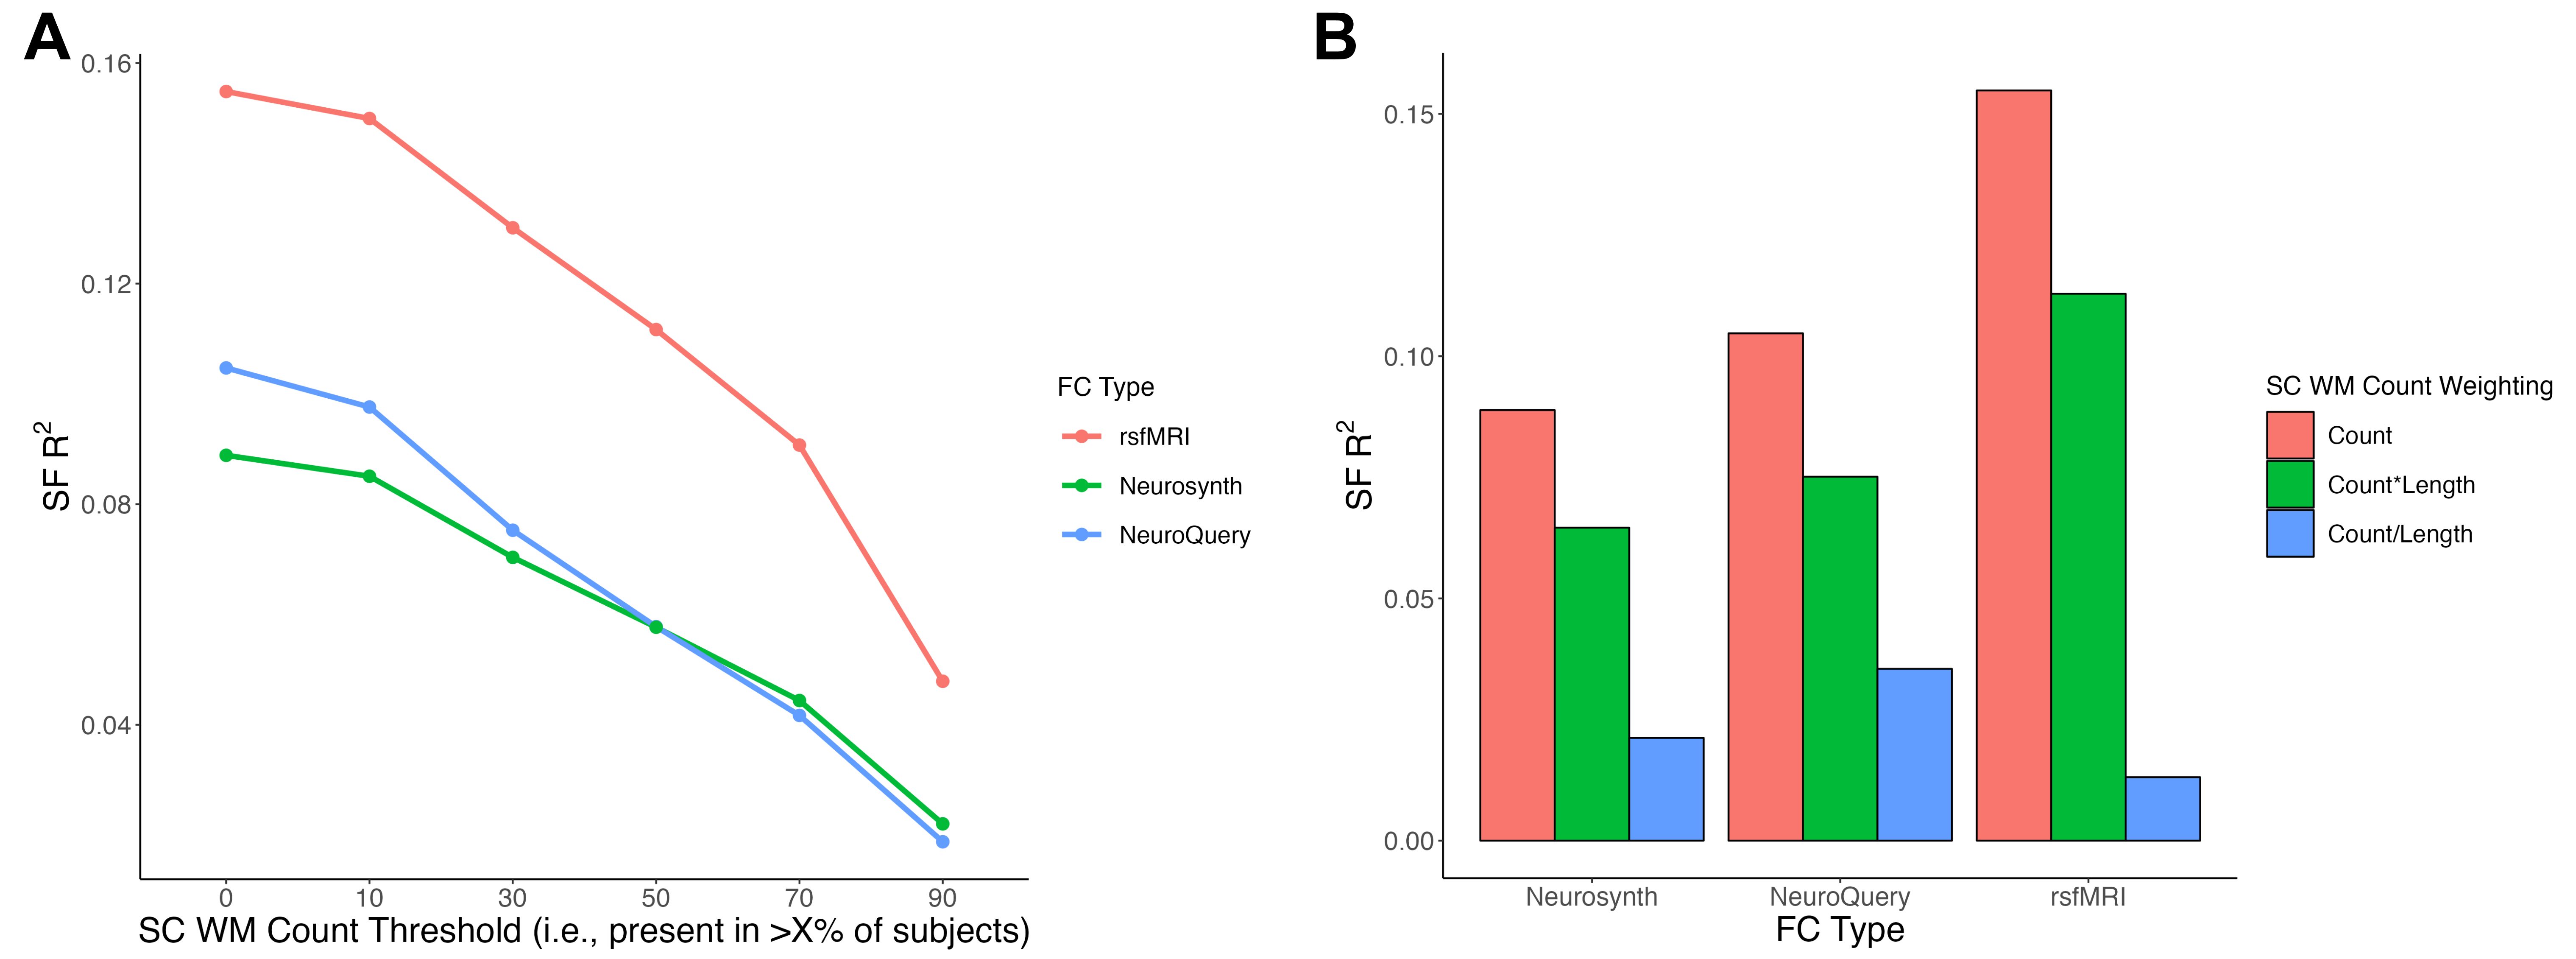 A
0.16
0.12
0.08
0.04
SF R²
0 10 30 50 70 90
SC WM Count Threshold (i.e., present in >X% of subjects)
FC Type
rsfMRI
Neurosynth
NeuroQuery
B
0.15
0.10
0.05
0.00
SF R²
Neurosynth NeuroQuery rsfMRI
FC Type
SC WM Count Weighting
Count
Count*Length
Count/Length